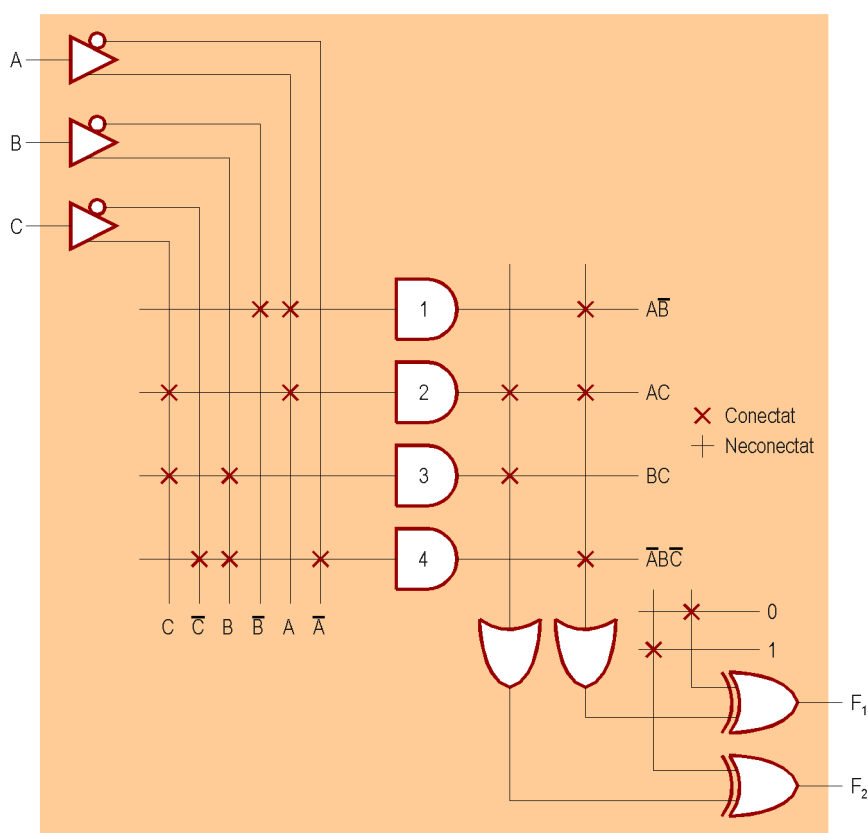 A
B
C
1
AB̅
2
AC
Conectat
3
BC
Neconectat
4
A̅BC̅
C C̅ B B̅ A A̅
0
1
F₁
F₂